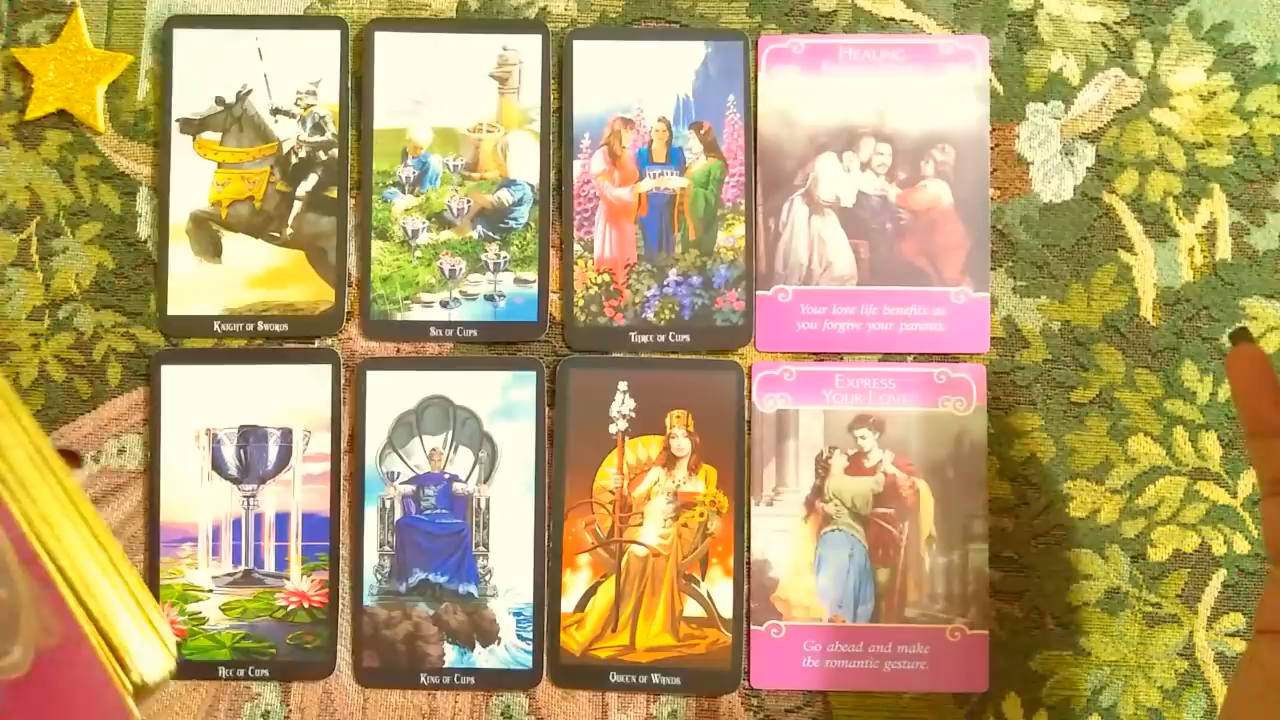 Knight of Swords
Six of Cups
Three of Cups
Healing
Your love life benefits as
you forgive your parents.
Ace of Cups
King of Cups
Queen of Wands
Express
Your Love
Go ahead and make
the romantic gesture.